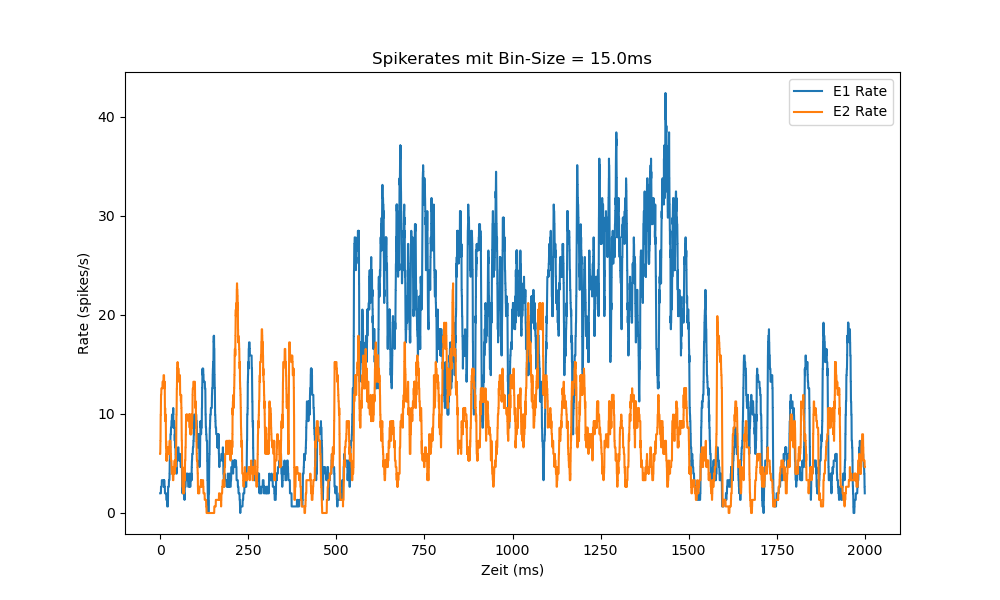 Spikerates mit Bin-Size = 15.0ms
E1 Rate
E2 Rate
Rate (spikes/s)
40
30
20
10
0
0 250 500 750 1000 1250 1500 1750 2000
Zeit (ms)